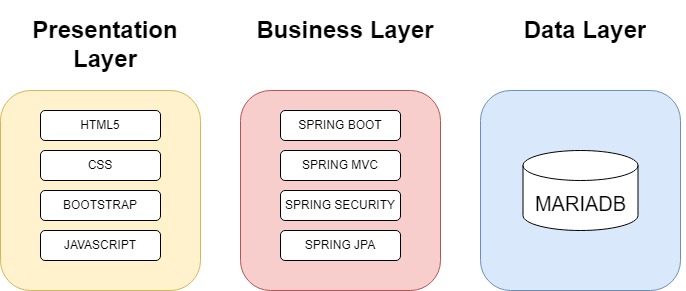 Presentation
Layer
HTML5
CSS
BOOTSTRAP
JAVASCRIPT
Business Layer
SPRING BOOT
SPRING MVC
SPRING SECURITY
SPRING JPA
Data Layer
MARIADB